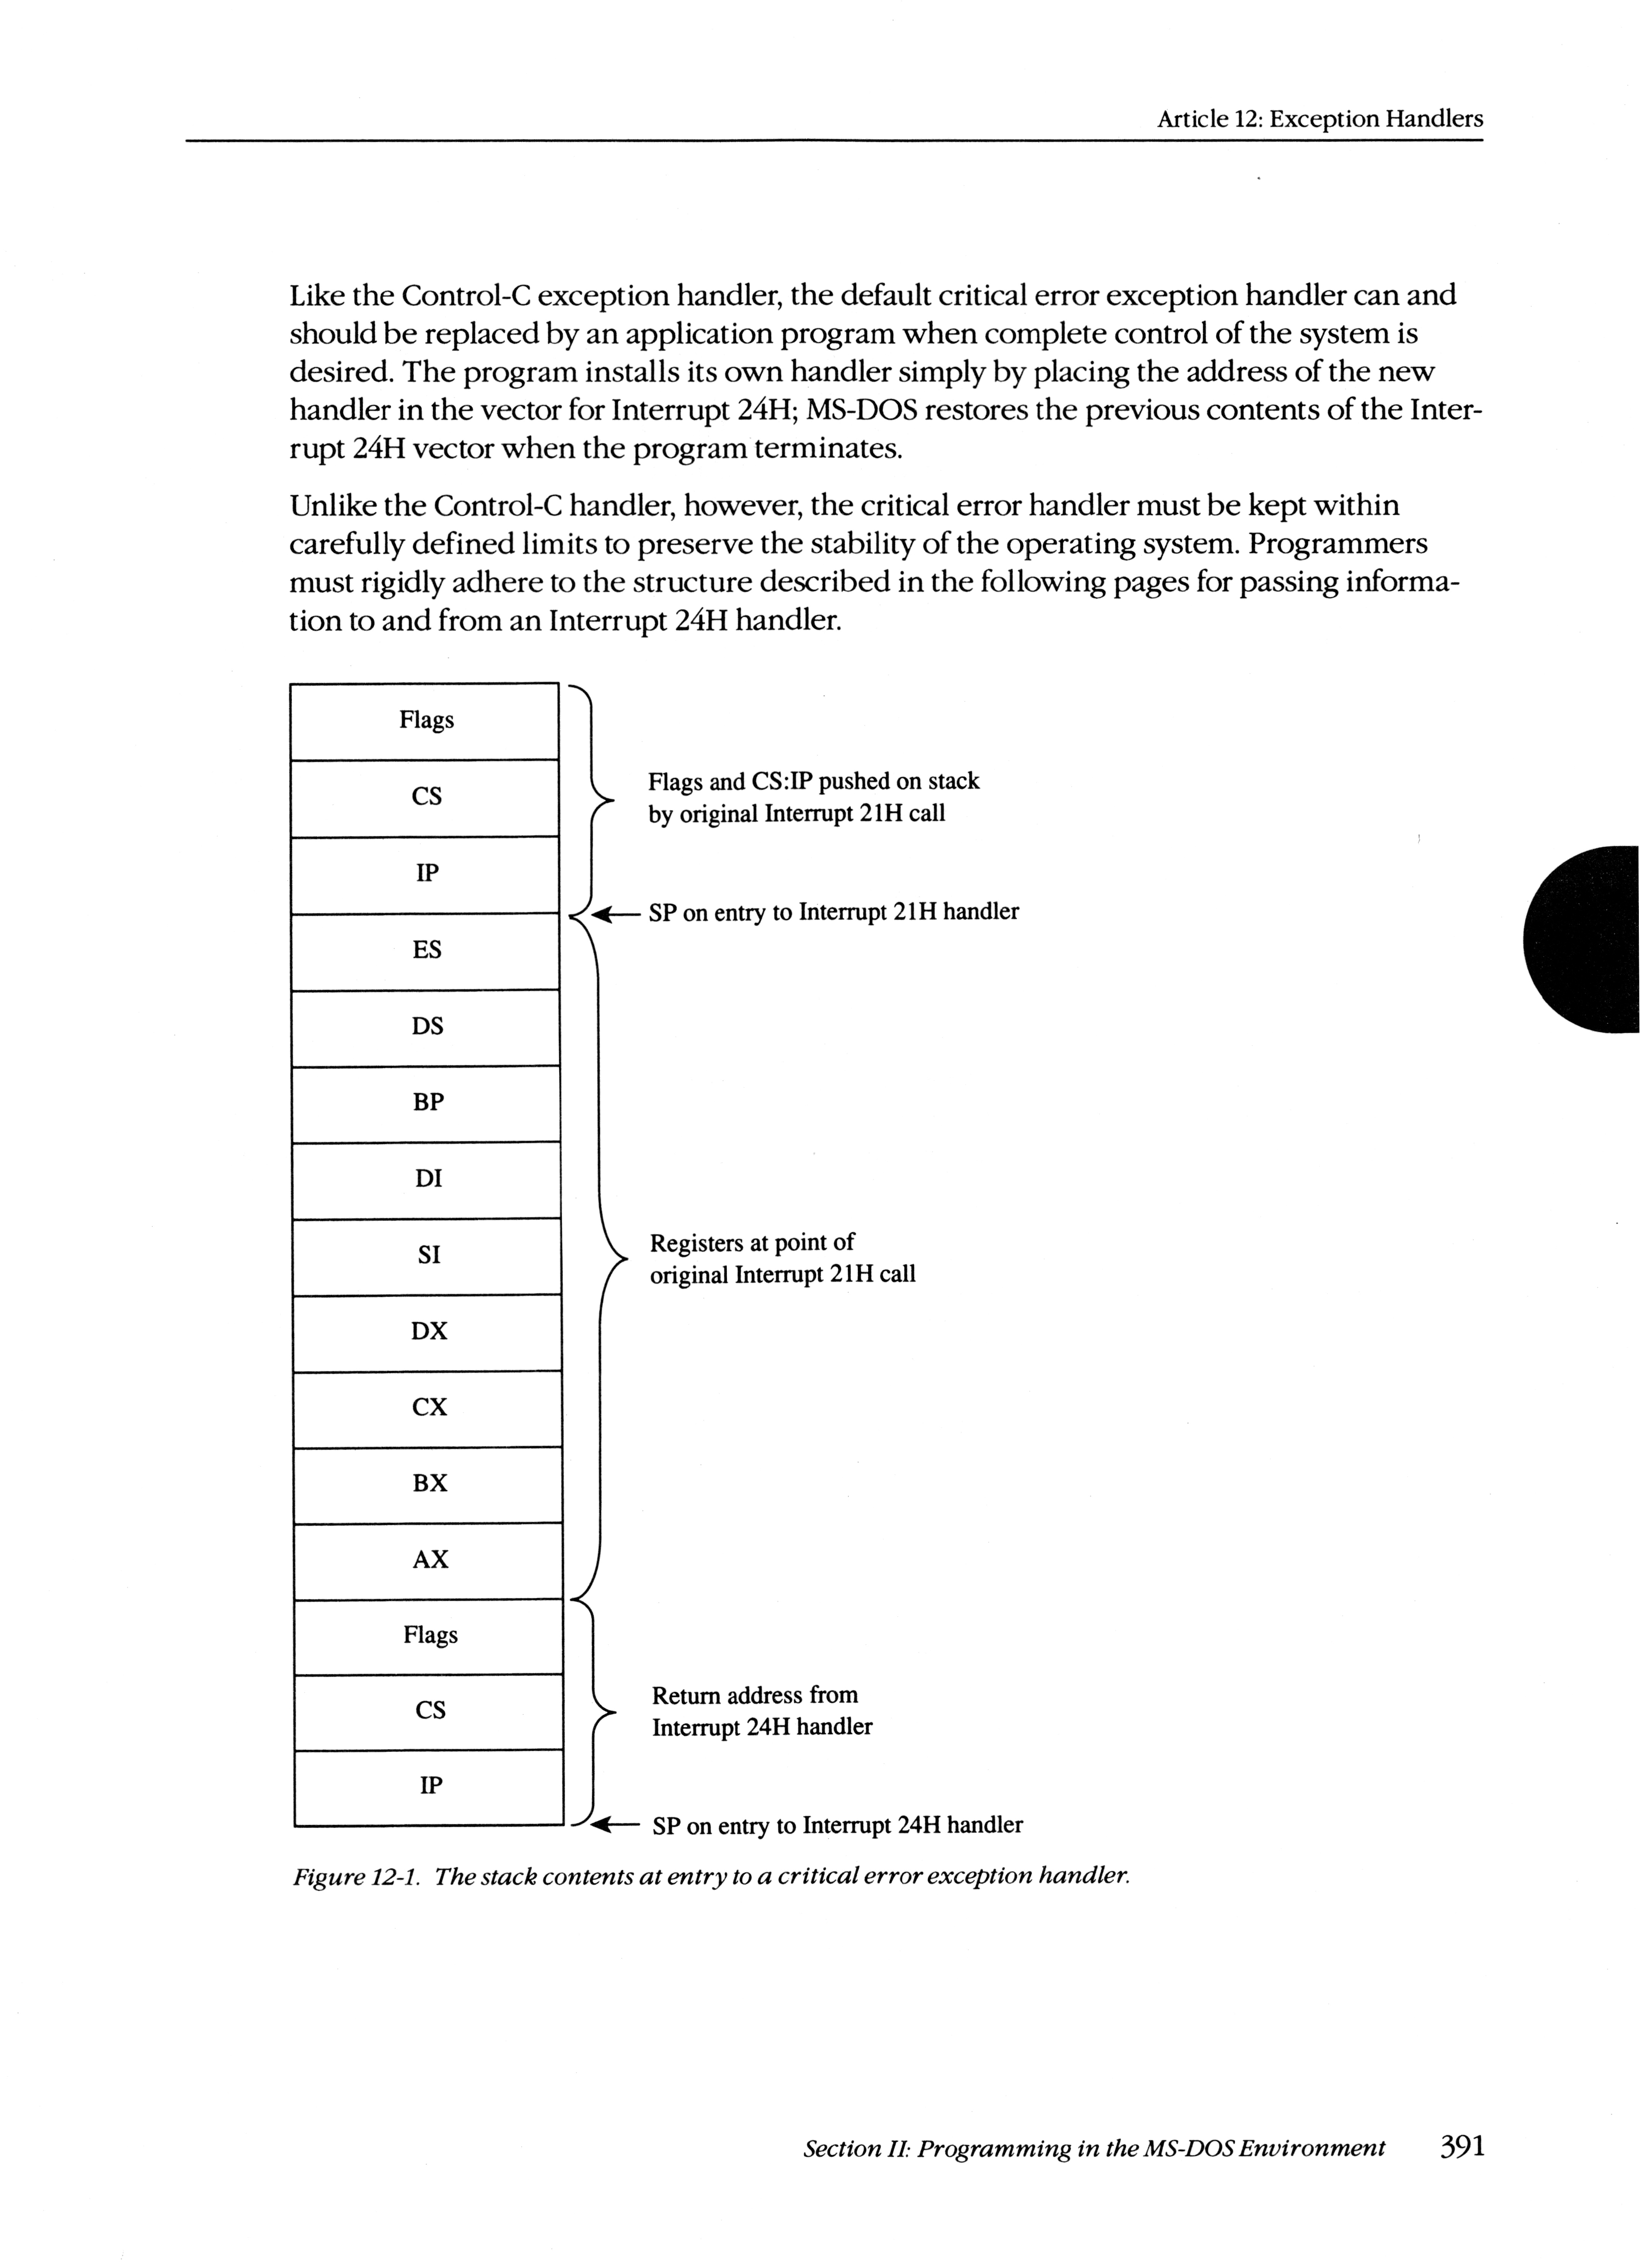 Article 12: Exception Handlers
Like the Control-C exception handler, the default critical error exception handler can and
should be replaced by an application program when complete control of the system is
desired. The program installs its own handler simply by placing the address of the new
handler in the vector for Interrupt 24H; MS-DOS restores the previous contents of the Inter-
rupt 24H vector when the program terminates.
Unlike the Control-C handler, however, the critical error handler must be kept within
carefully defined limits to preserve the stability of the operating system. Programmers
must rigidly adhere to the structure described in the following pages for passing informa-
tion to and from an Interrupt 24H handler.
Flags
CS
Flags and CS:IP pushed on stack
by original Interrupt 21H call
IP
SP on entry to Interrupt 21H handler
ES
DS
BP
DI
SI
Registers at point of
original Interrupt 21H call
DX
CX
BX
AX
Flags
CS
Return address from
Interrupt 24H handler
IP
SP on entry to Interrupt 24H handler
Figure 12-1. The stack contents at entry to a critical error exception handler.
Section II: Programming in the MS-DOS Environment 391